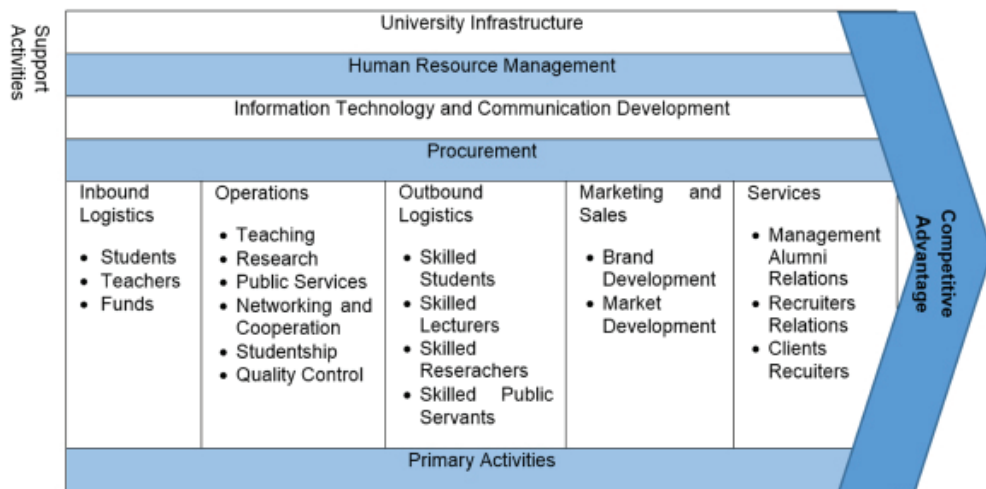 Support
Activities
University Infrastructure
Human Resource Management
Information Technology and Communication Development
Procurement
Inbound
Logistics
• Students
• Teachers
• Funds
Operations
• Teaching
• Research
• Public Services
• Networking and
Cooperation
• Studentship
• Quality Control
Outbound
Logistics
• Skilled
Students
• Skilled
Lecturers
• Skilled
Reserachers
• Skilled Public
Servants
Marketing and
Sales
• Brand
Development
• Market
Development
Services
• Management
Alumni
Relations
• Recruiters
Relations
• Clients
Recuiters
Primary Activities
Competitive
Advantage